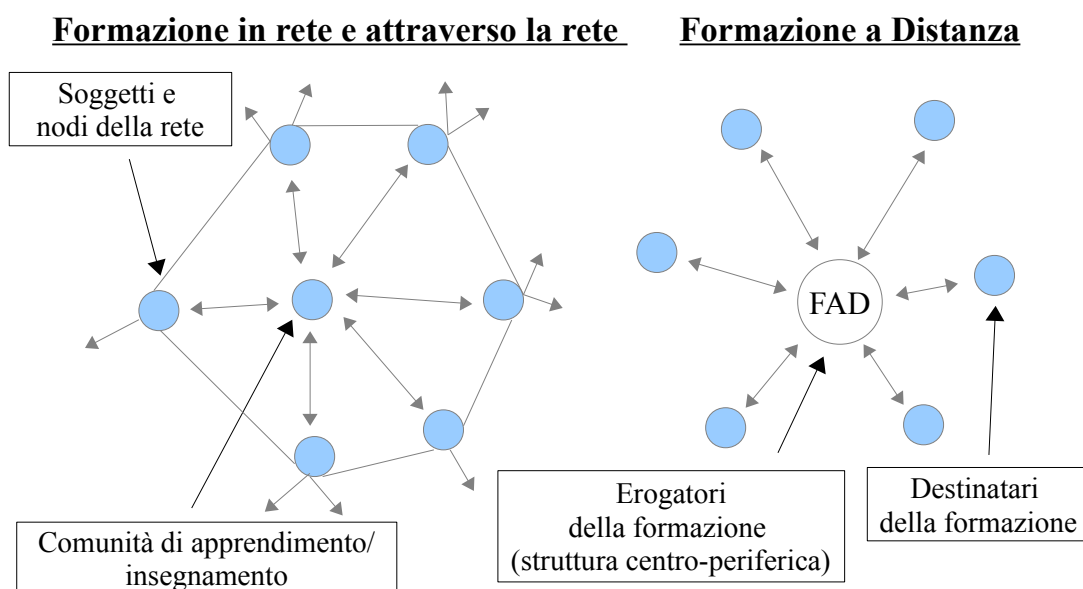 Formazione in rete e attraverso la rete
Formazione a Distanza
Soggetti e
nodi della rete
FAD
Erogatori
della formazione
(struttura centro-periferica)
Destinatari
della formazione
Comunità di apprendimento/
insegnamento